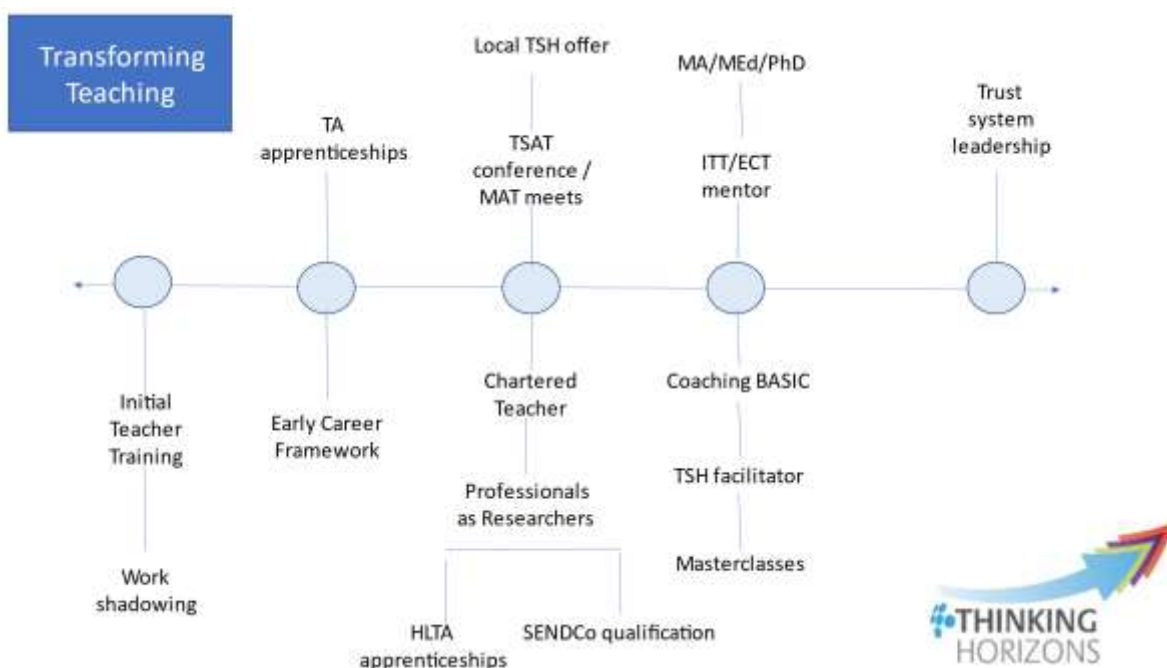 Transforming
Teaching
Local TSH offer
MA/MEd/PhD
Trust
system
leadership
TA
apprenticeships
TSAT
conference /
MAT meets
ITT/ECT
mentor
Initial
Teacher
Training
Early Career
Framework
Chartered
Teacher
Coaching BASIC
Professionals
as Researchers
TSH facilitator
Work
shadowing
Masterclasses
HLTA
apprenticeships
SENDCo qualification
THINKING
HORIZONS